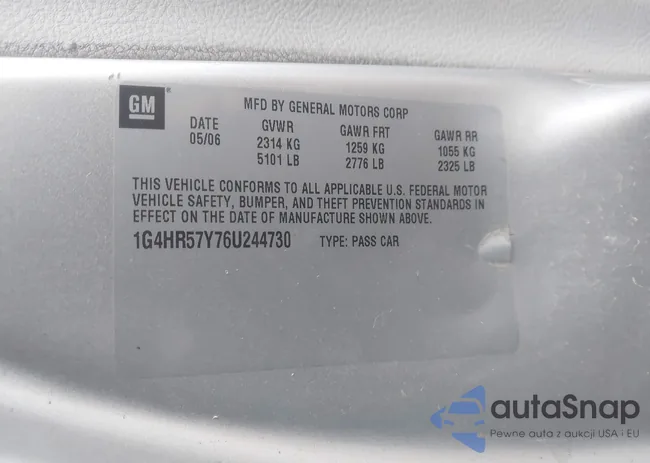 GM
MFD BY GENERAL MOTORS CORP
DATE GVWR GAWR FRT GAWR RR
05/06 2314 KG 1259 KG 1055 KG
5101 LB 2776 LB 2325 LB
THIS VEHICLE CONFORMS TO ALL APPLICABLE U.S. FEDERAL MOTOR
VEHICLE SAFETY, BUMPER, AND THEFT PREVENTION STANDARDS IN
EFFECT ON THE DATE OF MANUFACTURE SHOWN ABOVE.
1G4HR57Y76U244730 TYPE: PASS CAR
autaSnap
Pewne auta z aukcji USA i EU